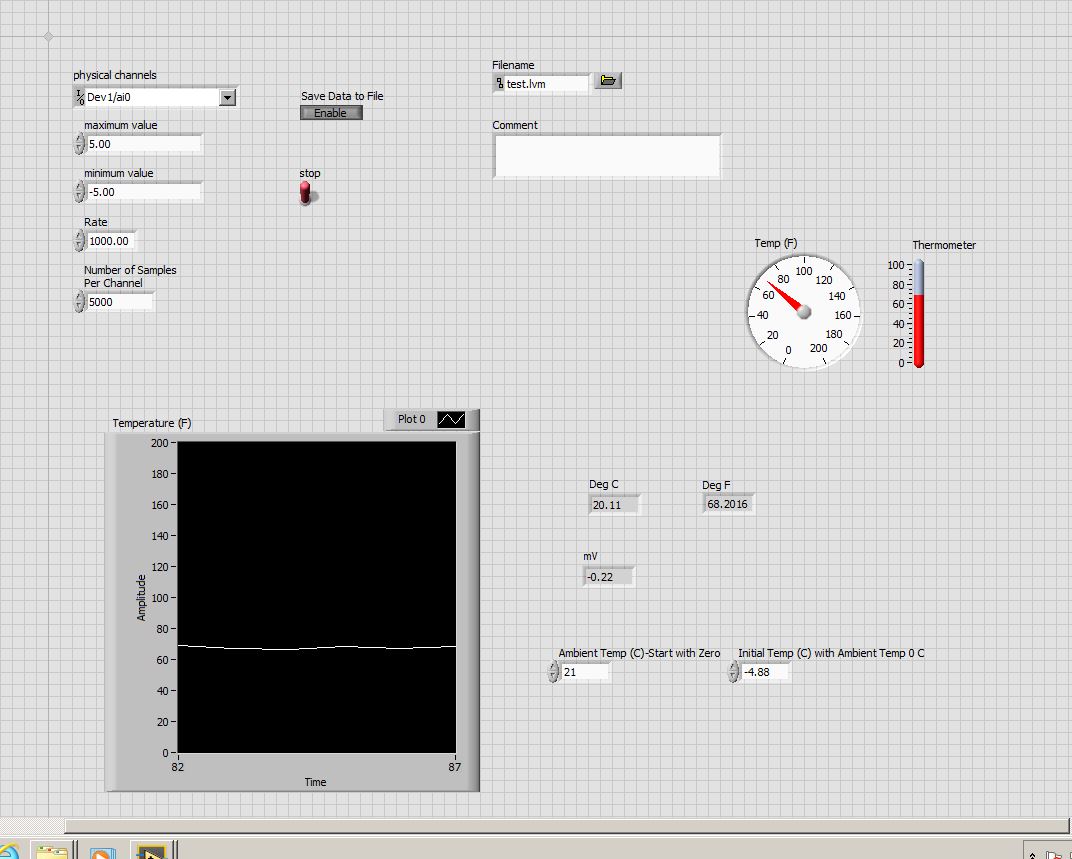 physical channels
Dev1/ai0
maximum value
5.00
minimum value
-5.00
Rate
1000.00
Number of Samples
Per Channel
5000
Save Data to File
Enable
stop
Filename
test.lvm
Comment
Temp (F)
0
20
40
60
80
100
120
140
160
180
200
Thermometer
100
80
60
40
20
0
Temperature (F)
Plot 0
200
180
160
140
120
100
80
60
40
20
0
Amplitude
82
87
Time
Deg C
20.11
Deg F
68.2016
mV
-0.22
Ambient Temp (C)-Start with Zero
21
Initial Temp (C) with Ambient Temp 0 C
-4.88